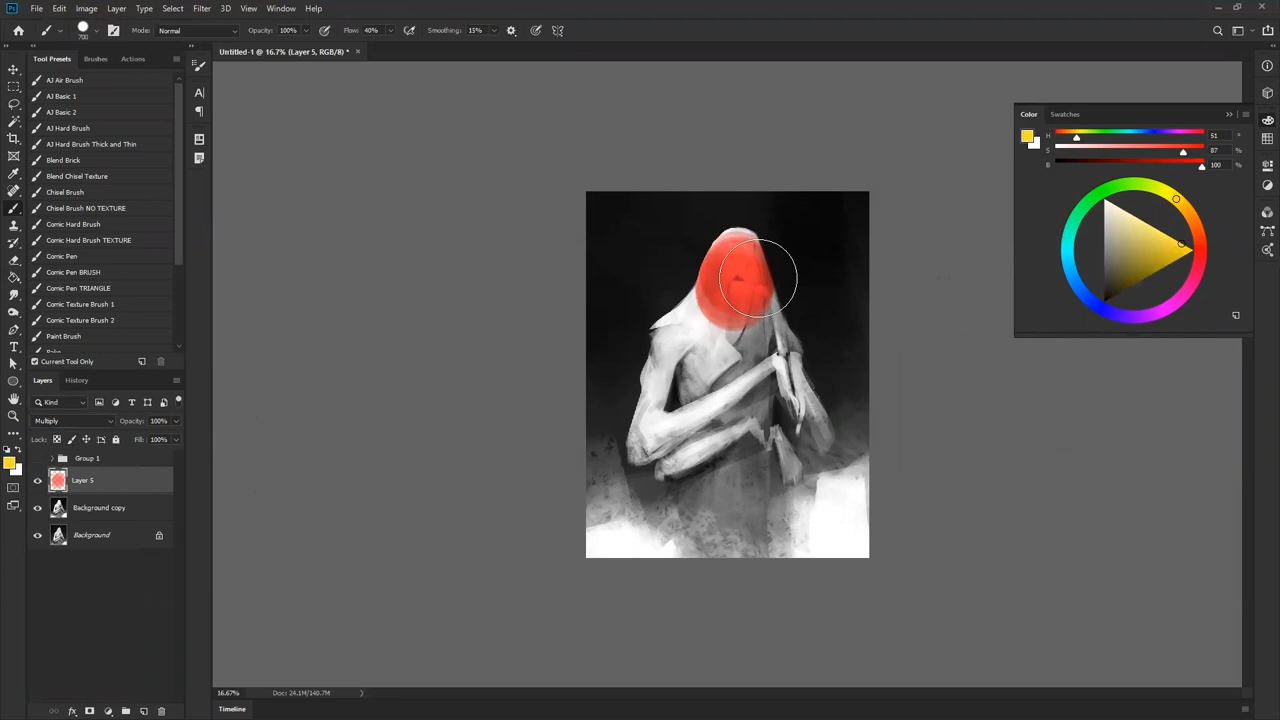 Ps File Edit Image Layer Type Select Filter 3D View Window Help
700 Mode: Normal Opacity: 100% Flow: 40% Smoothing: 15%
Untitled-1 @ 16.7% (Layer 5, RGB/8) * ×
Tool Presets Brushes Actions
AJ Air Brush
AJ Basic 1
AJ Basic 2
AJ Hard Brush
AJ Hard Brush Thick and Thin
Blend Brick
Blend Chisel Texture
Chisel Brush
Chisel Brush NO TEXTURE
Comic Hard Brush
Comic Hard Brush TEXTURE
Comic Pen
Comic Pen BRUSH
Comic Pen TRIANGLE
Comic Texture Brush 1
Comic Texture Brush 2
Paint Brush
Current Tool Only
Layers History
Kind
Multiply Opacity: 100%
Lock: Fill: 100%
Group 1
Layer 5
Background copy
Background
Color Swatches
H 51 °
S 87 %
B 100 %
16.67% Doc: 24.1M/140.7M
Timeline